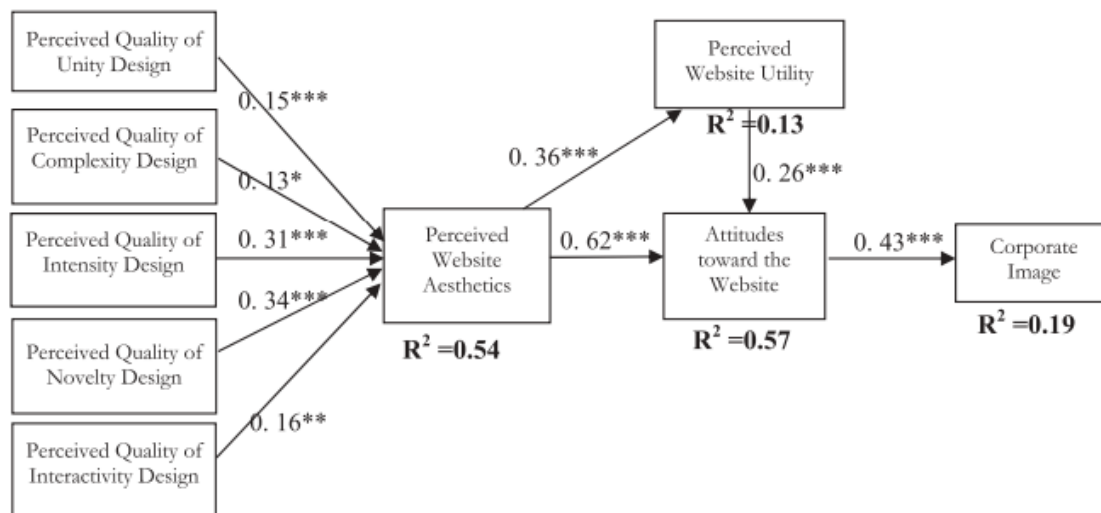 Perceived Quality of
Unity Design
0. 15***
Perceived Quality of
Complexity Design
0. 13*
Perceived Quality of
Intensity Design
0. 31***
Perceived Quality of
Novelty Design
0. 34***
Perceived Quality of
Interactivity Design
0. 16**
Perceived
Website
Aesthetics
R² =0.54
0. 36***
Perceived
Website Utility
R² =0.13
0. 26***
0. 62***
Attitudes
toward the
Website
R² =0.57
0. 43***
Corporate
Image
R² =0.19